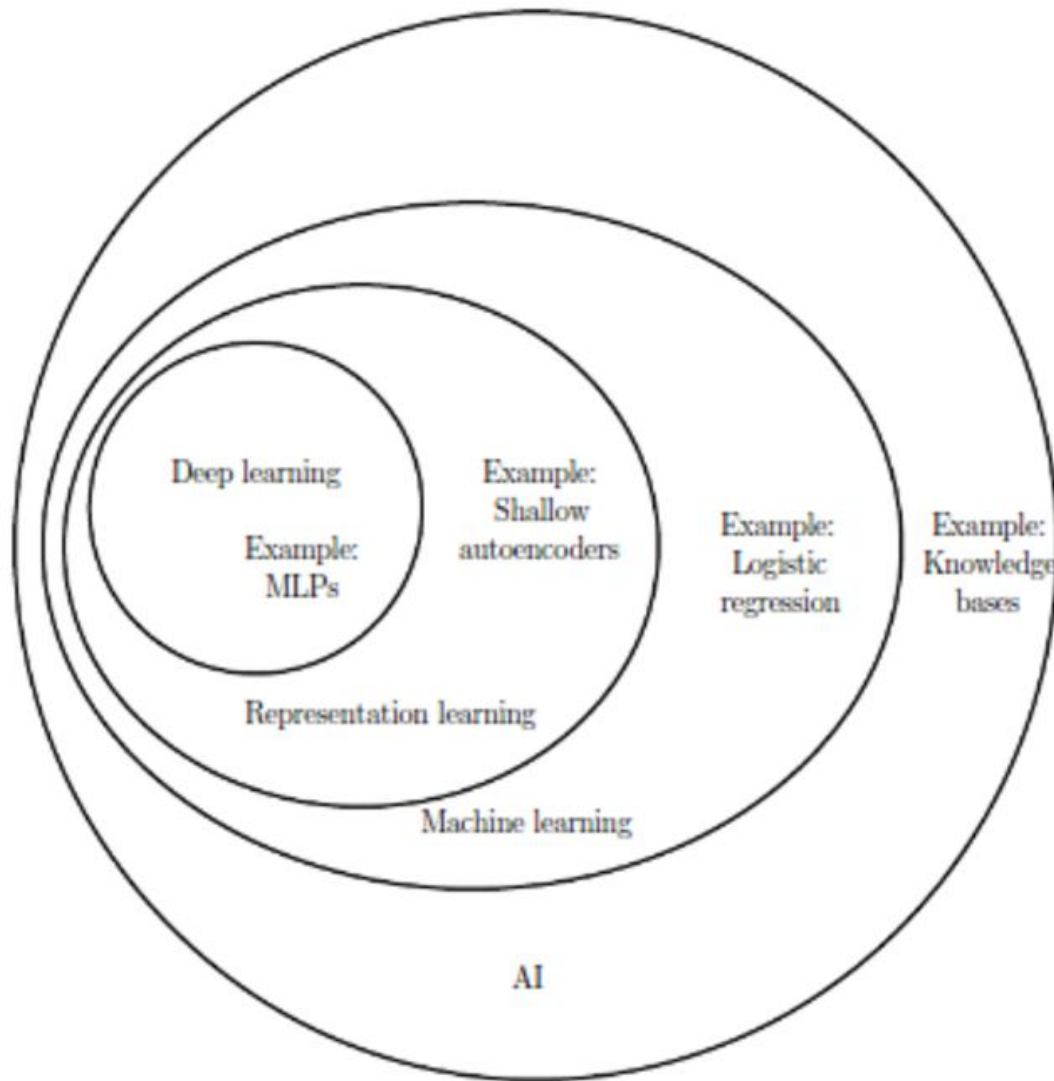 Deep learning
Example:
MLPs
Example:
Shallow
autoencoders
Example:
Logistic
regression
Example:
Knowledge
bases
Representation learning
Machine learning
AI